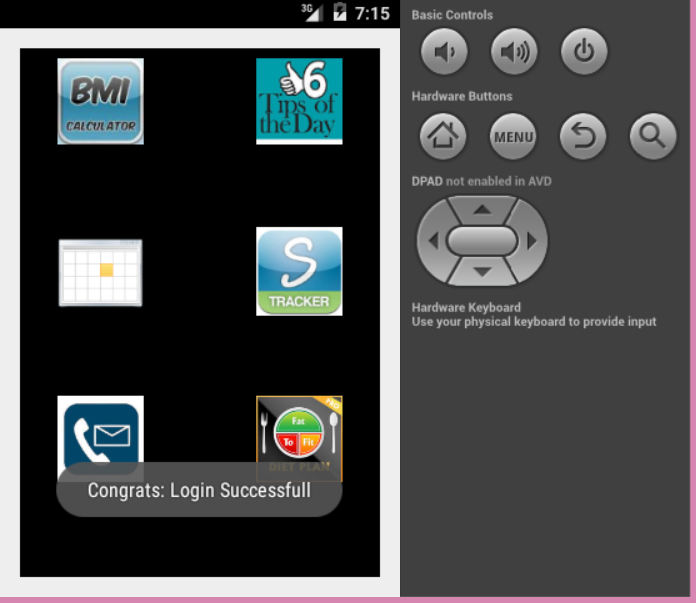 3G 7:15
BMI
CALCULATOR
6
Tips of
the Day
S
TRACKER
PRO
Fat
To Fit
DIET PLAN
Congrats: Login Successfull
Basic Controls
Hardware Buttons
MENU
DPAD not enabled in AVD
Hardware Keyboard
Use your physical keyboard to provide input